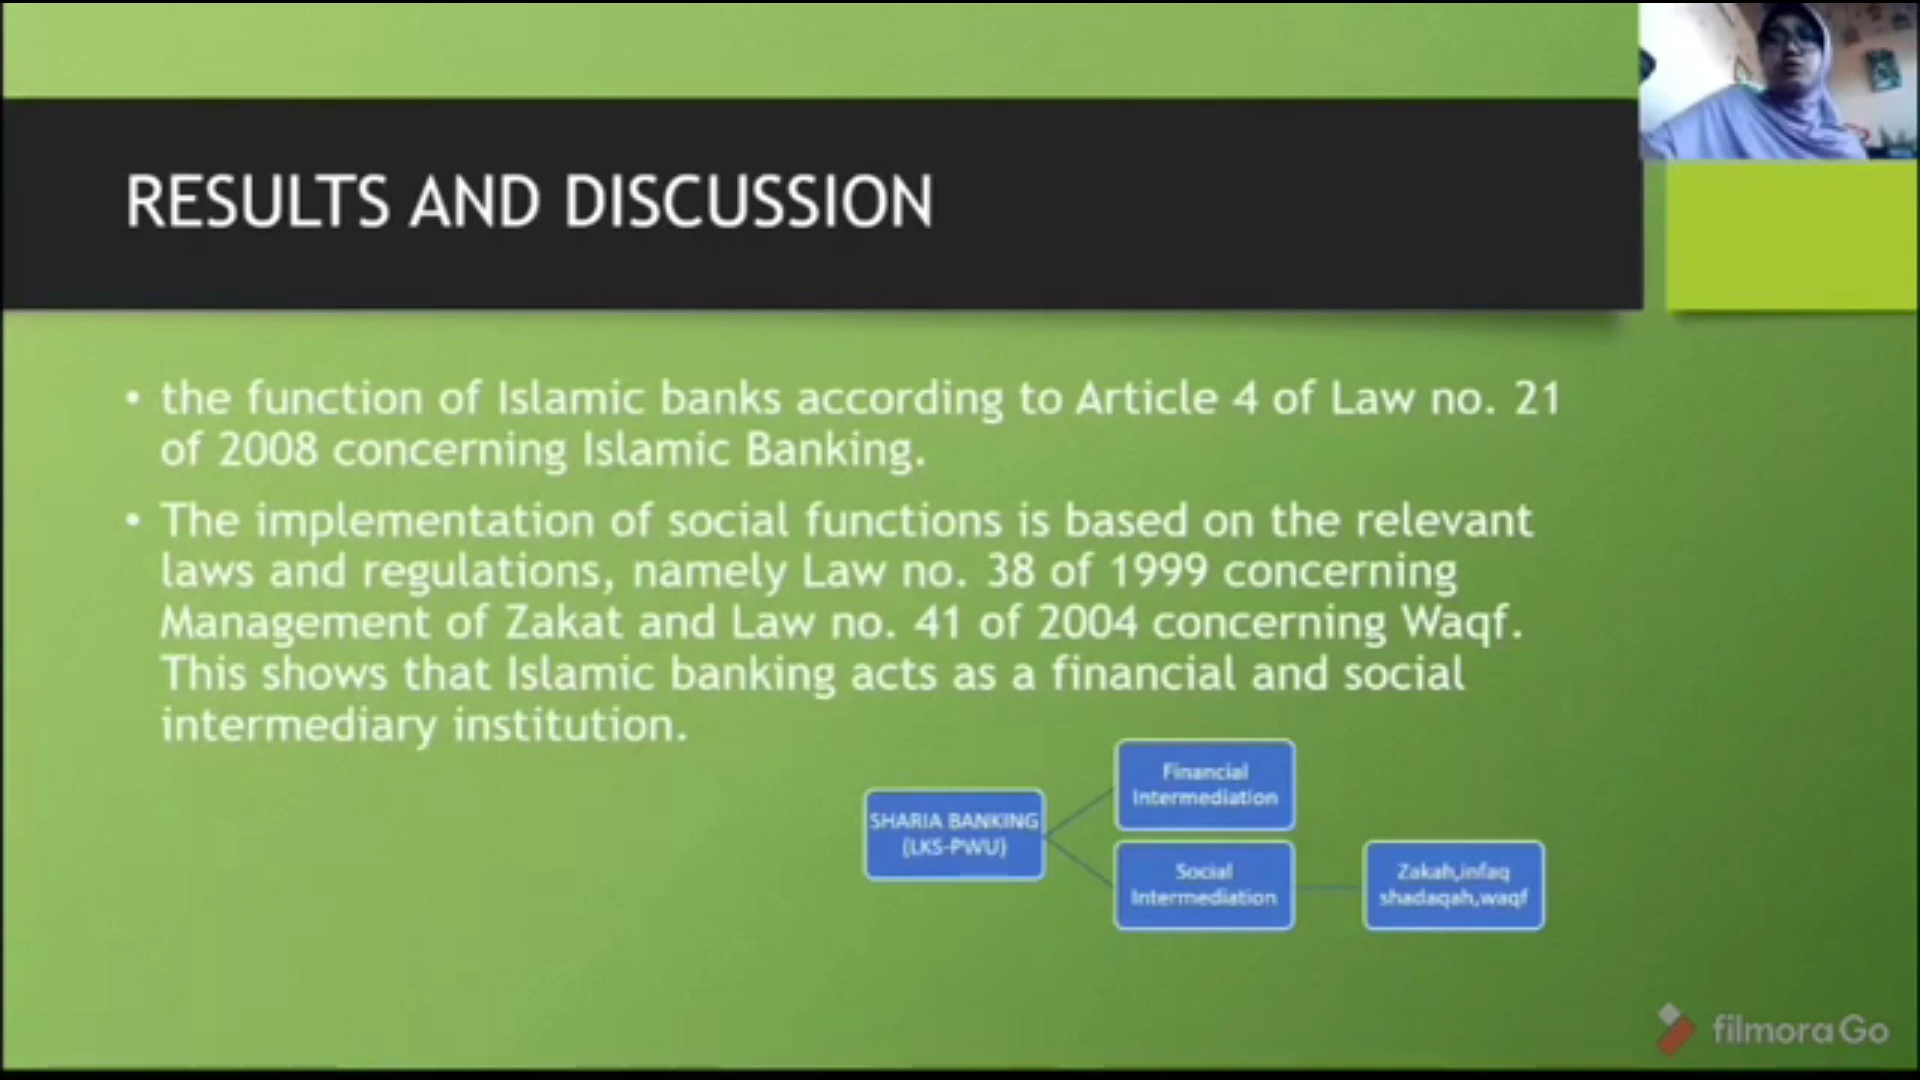 RESULTS AND DISCUSSION
• the function of Islamic banks according to Article 4 of Law no. 21
of 2008 concerning Islamic Banking.
• The implementation of social functions is based on the relevant
laws and regulations, namely Law no. 38 of 1999 concerning
Management of Zakat and Law no. 41 of 2004 concerning Waqf.
This shows that Islamic banking acts as a financial and social
intermediary institution.
Financial
Intermediation
SHARIA BANKING
(LKS-PWU)
Social
Intermediation
Zakah,infaq
shadaqah,waqf
filmoraGo